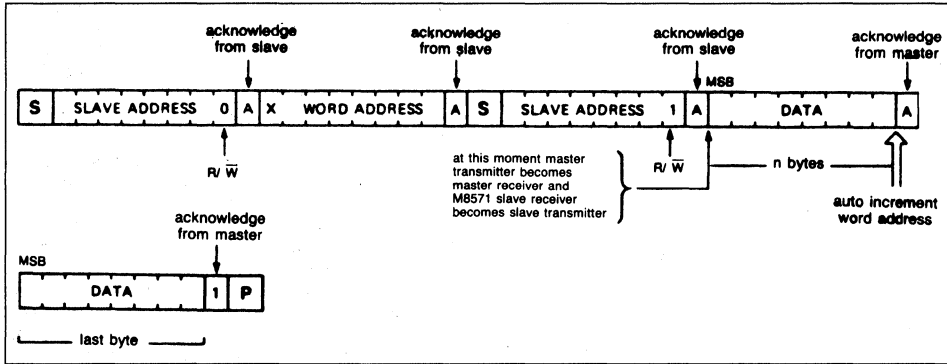 acknowledge from slave
acknowledge from slave
acknowledge from slave
acknowledge from master
MSB
S SLAVE ADDRESS 0 A X WORD ADDRESS A S SLAVE ADDRESS 1 A DATA A
R/W̅
R/W̅
at this moment master
transmitter becomes
master receiver and
M8571 slave receiver
becomes slave transmitter
n bytes
auto increment
word address
acknowledge
from master
MSB
DATA 1 P
last byte